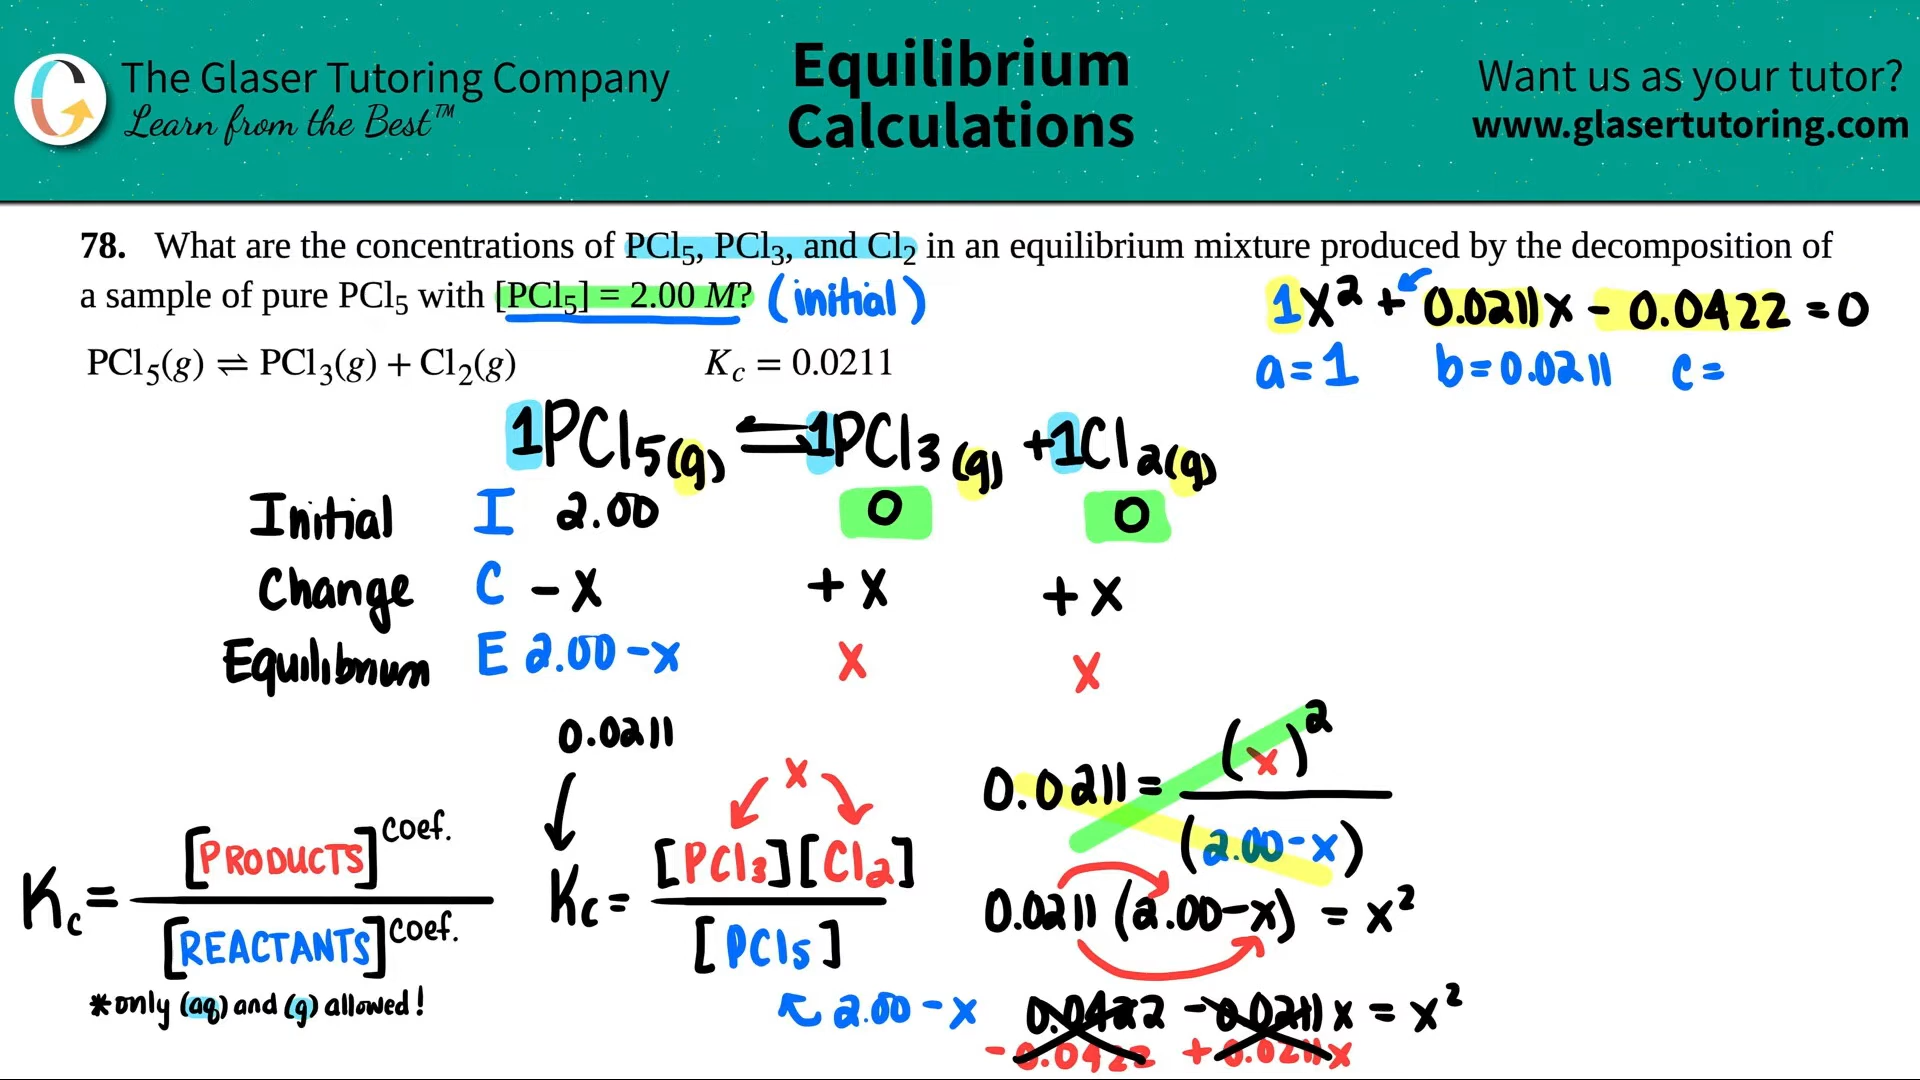 The Glaser Tutoring Company
Learn from the Best™
Equilibrium
Calculations
Want us as your tutor?
www.glasertutoring.com
78. What are the concentrations of PCl₅, PCl₃, and Cl₂ in an equilibrium mixture produced by the decomposition of
a sample of pure PCl₅ with [PCl₅] = 2.00 M? (initial)
PCl₅(g) ⇌ PCl₃(g) + Cl₂(g) K_c = 0.0211
1x² + 0.0211x - 0.0422 = 0
a = 1 b = 0.0211 c =
1PCl₅(g) ⇌ 1PCl₃(g) + 1Cl₂(g)
Initial I 2.00 0 0
Change C - x + x + x
Equilibrium E 2.00 - x x x
K_c = [PRODUCTS]^coef. / [REACTANTS]^coef.
*only (aq) and (g) allowed!
0.0211
x
K_c = [PCl₃][Cl₂] / [PCl₅]
2.00 - x
0.0211 = (x)² / (2.00 - x)
0.0211 (2.00 - x) = x²
0.0422 - 0.0211x = x²
- 0.0422 + 0.0211x